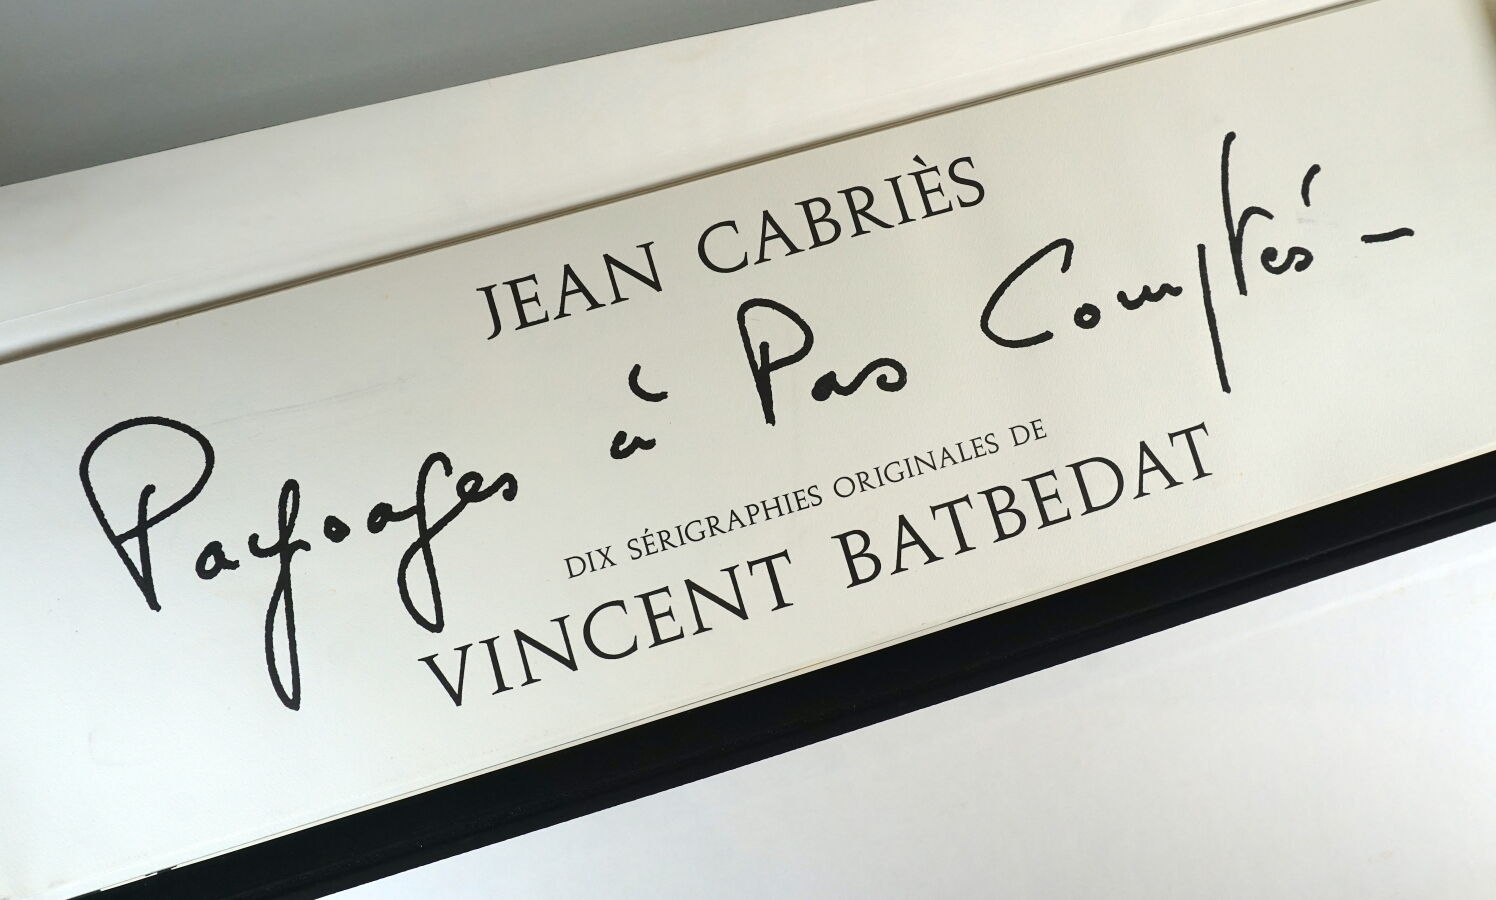 JEAN CABRIÈS
Paysages à Pas Comptés -
DIX SÉRIGRAPHIES ORIGINALES DE
VINCENT BATBEDAT